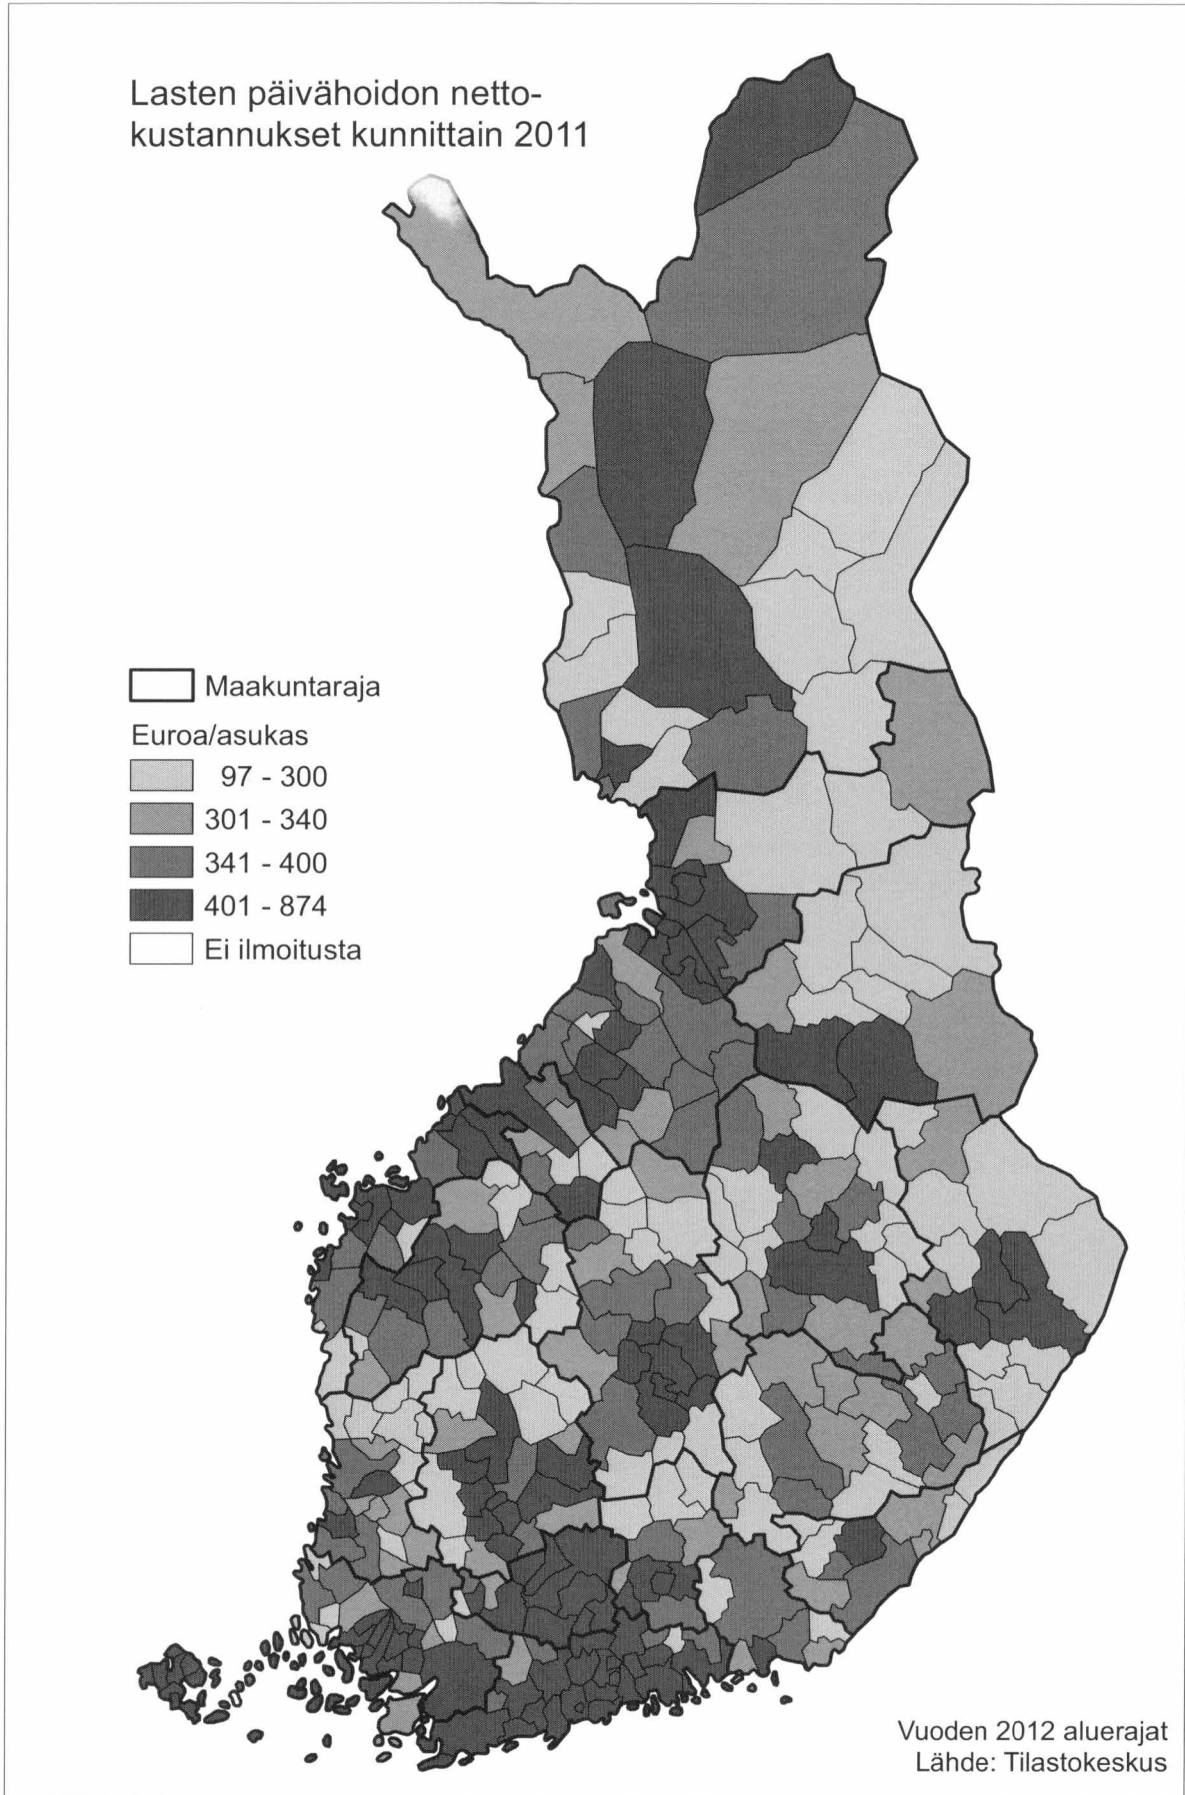 Lasten päivähoidon netto-
kustannukset kunnittain 2011
Maakuntaraja
Euroa/asukas
97 - 300
301 - 340
341 - 400
401 - 874
Ei ilmoitusta
Vuoden 2012 aluerajat
Lähde: Tilastokeskus